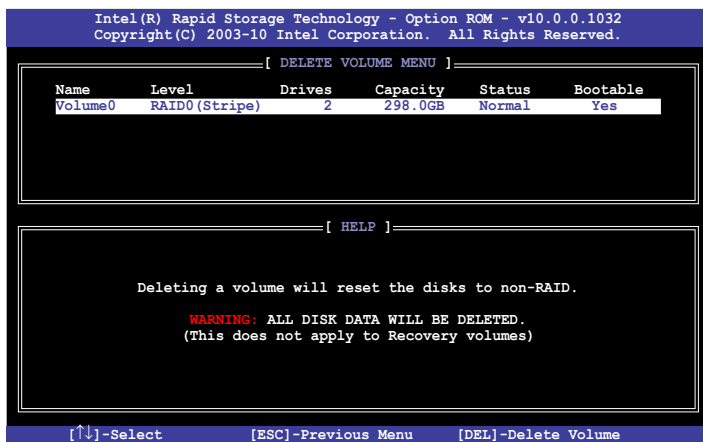 Intel(R) Rapid Storage Technology - Option ROM - v10.0.0.1032
Copyright(C) 2003-10 Intel Corporation. All Rights Reserved.
[ DELETE VOLUME MENU ]
Name Level Drives Capacity Status Bootable
Volume0 RAID0(Stripe) 2 298.0GB Normal Yes
[ HELP ]
Deleting a volume will reset the disks to non-RAID.
WARNING: ALL DISK DATA WILL BE DELETED.
(This does not apply to Recovery volumes)
[↑↓]-Select [ESC]-Previous Menu [DEL]-Delete Volume